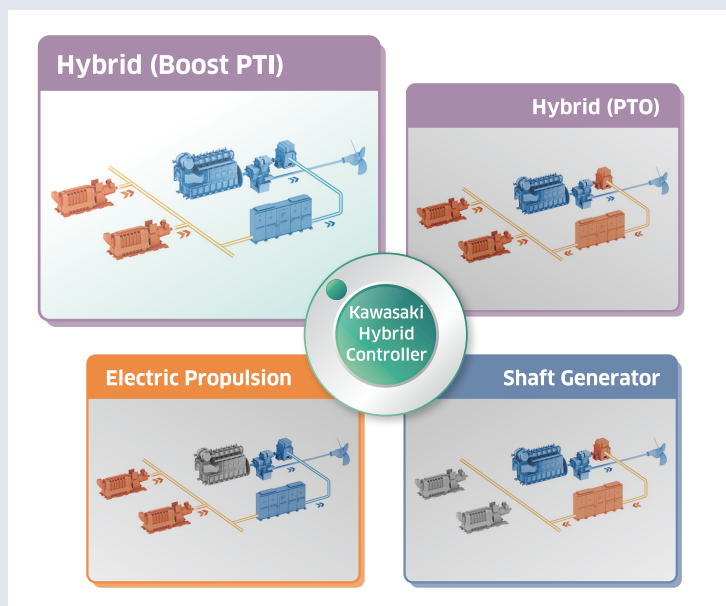 Hybrid (Boost PTI)
Hybrid (PTO)
Kawasaki
Hybrid
Controller
Electric Propulsion
Shaft Generator